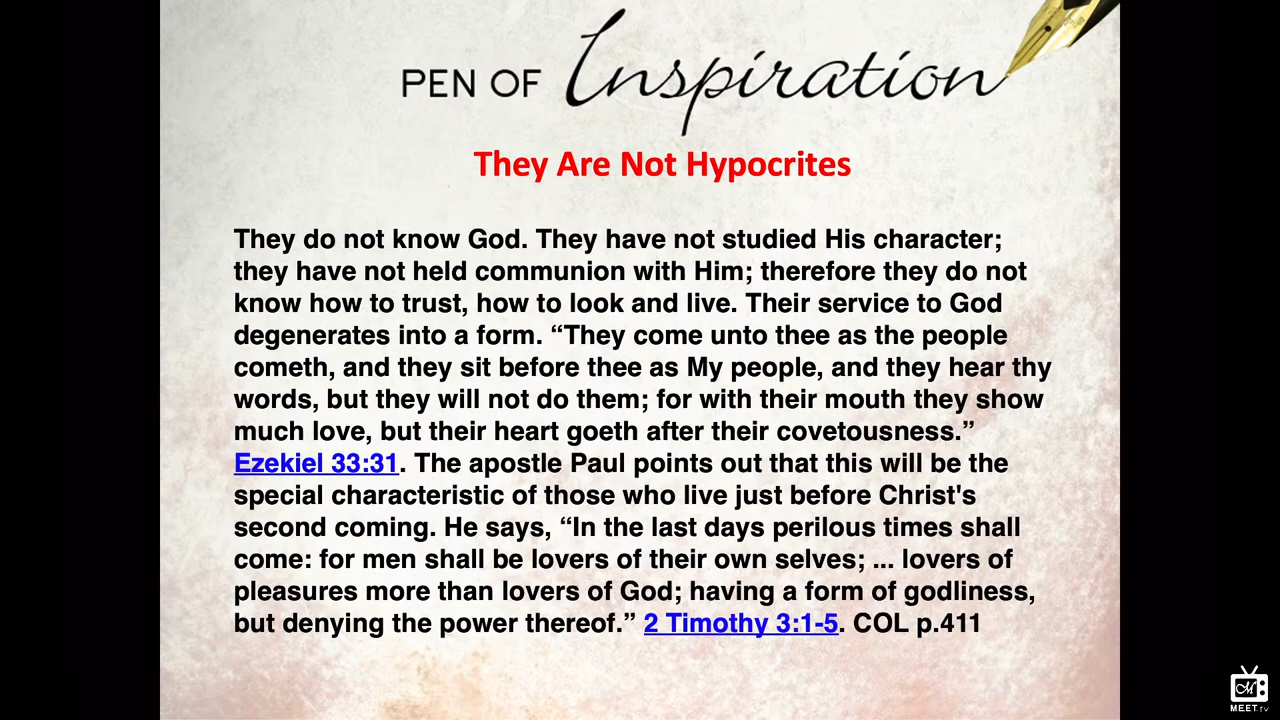 PEN OF Inspiration
They Are Not Hypocrites
They do not know God. They have not studied His character;
they have not held communion with Him; therefore they do not
know how to trust, how to look and live. Their service to God
degenerates into a form. “They come unto thee as the people
cometh, and they sit before thee as My people, and they hear thy
words, but they will not do them; for with their mouth they show
much love, but their heart goeth after their covetousness.”
Ezekiel 33:31. The apostle Paul points out that this will be the
special characteristic of those who live just before Christ's
second coming. He says, “In the last days perilous times shall
come: for men shall be lovers of their own selves; ... lovers of
pleasures more than lovers of God; having a form of godliness,
but denying the power thereof.” 2 Timothy 3:1-5. COL p.411
M
MEET.TV